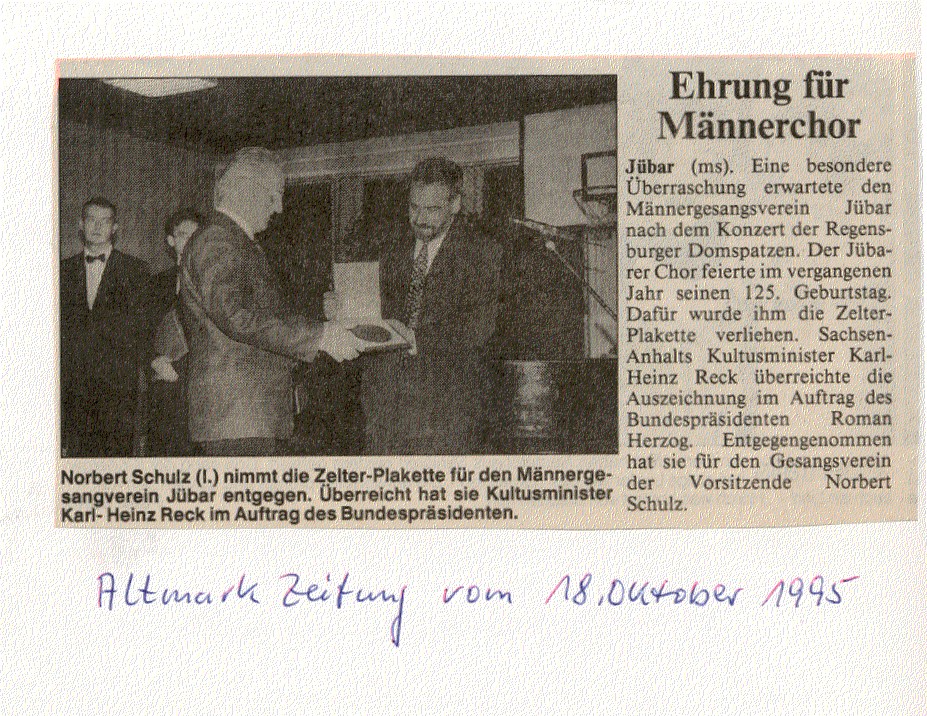 Ehrung für
Männerchor
Jübar (ms). Eine besondere
Überraschung erwartete den
Männergesangsverein Jübar
nach dem Konzert der Regens-
burger Domspatzen. Der Jüba-
rer Chor feierte im vergangenen
Jahr seinen 125. Geburtstag.
Dafür wurde ihm die Zelter-
Plakette verliehen. Sachsen-
Anhalts Kultusminister Karl-
Heinz Reck überreichte die
Auszeichnung im Auftrag des
Bundespräsidenten Roman
Herzog. Entgegengenommen
hat sie für den Gesangsverein
der Vorsitzende Norbert
Schulz.
Norbert Schulz (l.) nimmt die Zelter-Plakette für den Männerge-
sangverein Jübar entgegen. Überreicht hat sie Kultusminister
Karl- Heinz Reck im Auftrag des Bundespräsidenten.
Altmark Zeitung vom 18. Oktober 1995